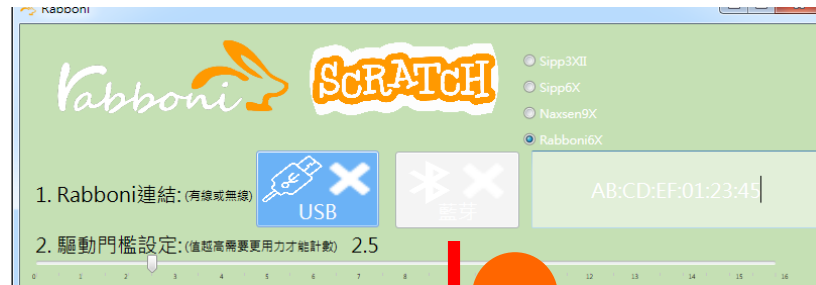 Rabboni
rabboni
SCRATCH
Sipp3XII
Sipp6X
Naxsen9X
Rabboni6X
1. Rabboni連結: (有線或無線)
USB
藍芽
AB:CD:EF:01:23:45
2. 驅動門檻設定: (值越高需要更用力才能計數) 2.5
0 1 2 3 4 5 6 7 8 12 13 14 15 16